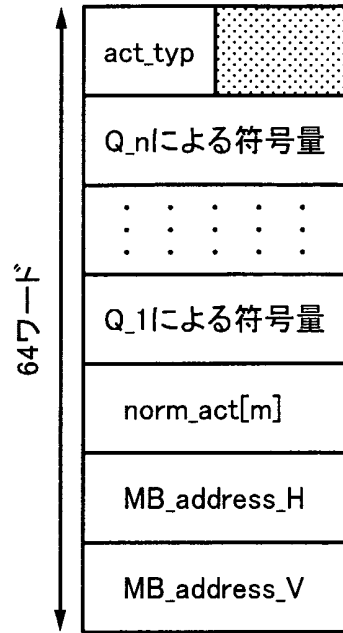 act_typ
Q_nによる符号量
Q_1による符号量
norm_act[m]
MB_address_H
MB_address_V
64ワード